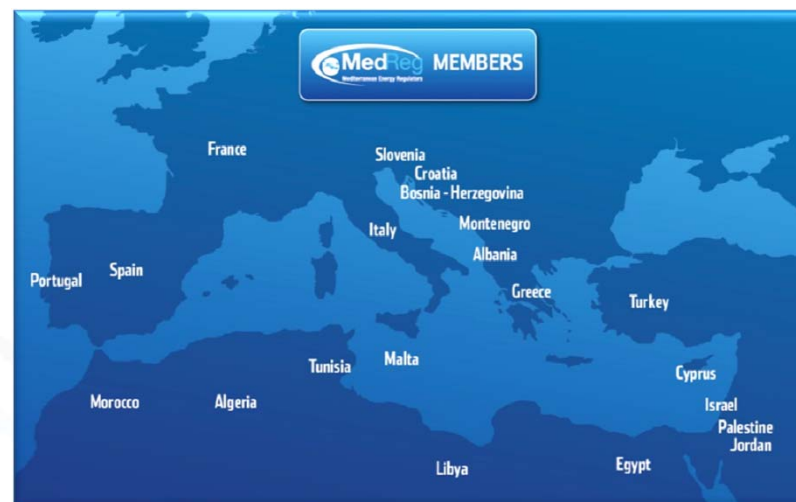 MedReg MEMBERS
Mediterranean Energy Regulators
France
Slovenia
Croatia
Bosnia - Herzegovina
Italy
Montenegro
Albania
Portugal
Spain
Greece
Turkey
Tunisia
Malta
Cyprus
Morocco
Algeria
Israel
Palestine
Jordan
Libya
Egypt